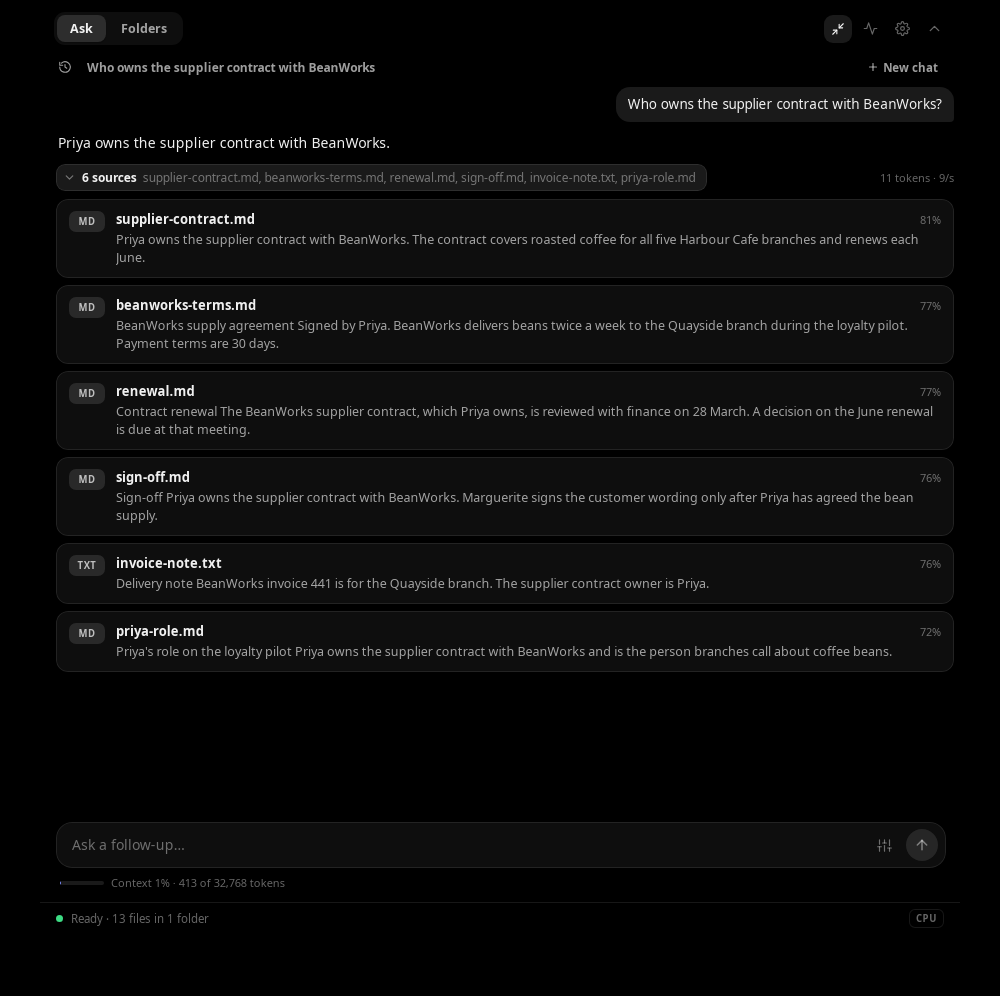 Ask Folders
Who owns the supplier contract with BeanWorks + New chat
Who owns the supplier contract with BeanWorks?
Priya owns the supplier contract with BeanWorks.
6 sources supplier-contract.md, beanworks-terms.md, renewal.md, sign-off.md, invoice-note.txt, priya-role.md 11 tokens · 9/s
MD supplier-contract.md 81%
Priya owns the supplier contract with BeanWorks. The contract covers roasted coffee for all five Harbour Cafe branches and renews each
June.
MD beanworks-terms.md 77%
BeanWorks supply agreement Signed by Priya. BeanWorks delivers beans twice a week to the Quayside branch during the loyalty pilot.
Payment terms are 30 days.
MD renewal.md 77%
Contract renewal The BeanWorks supplier contract, which Priya owns, is reviewed with finance on 28 March. A decision on the June renewal
is due at that meeting.
MD sign-off.md 76%
Sign-off Priya owns the supplier contract with BeanWorks. Marguerite signs the customer wording only after Priya has agreed the bean
supply.
TXT invoice-note.txt 76%
Delivery note BeanWorks invoice 441 is for the Quayside branch. The supplier contract owner is Priya.
MD priya-role.md 72%
Priya's role on the loyalty pilot Priya owns the supplier contract with BeanWorks and is the person branches call about coffee beans.
Ask a follow-up...
Context 1% · 413 of 32,768 tokens
Ready · 13 files in 1 folder CPU